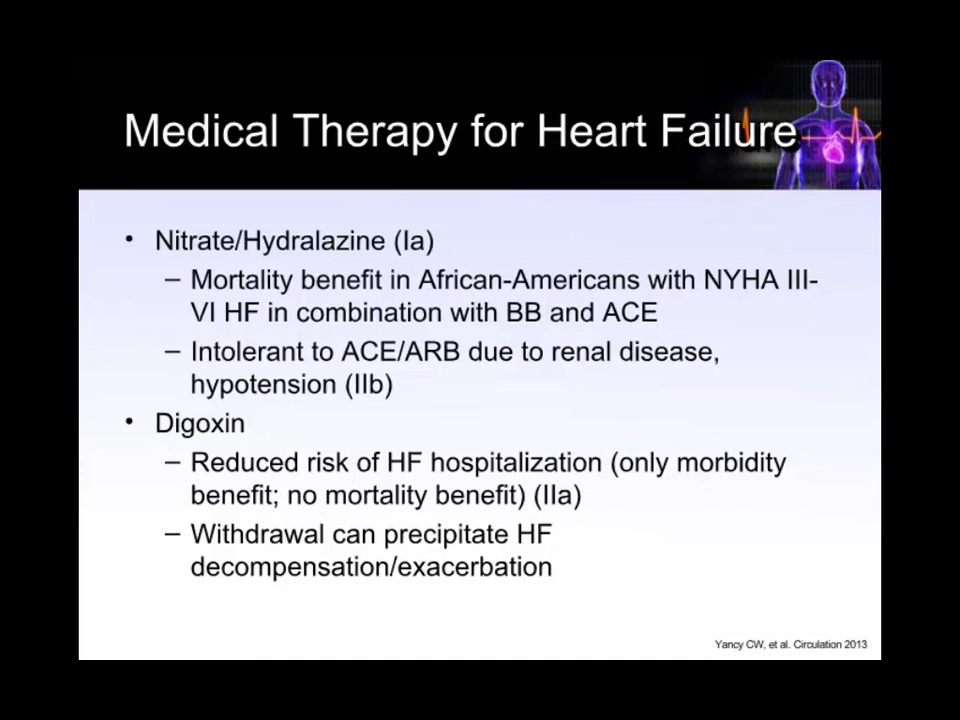 Medical Therapy for Heart Failure
• Nitrate/Hydralazine (Ia)
– Mortality benefit in African-Americans with NYHA III-
VI HF in combination with BB and ACE
– Intolerant to ACE/ARB due to renal disease,
hypotension (IIb)
• Digoxin
– Reduced risk of HF hospitalization (only morbidity
benefit; no mortality benefit) (IIa)
– Withdrawal can precipitate HF
decompensation/exacerbation
Yancy CW, et al. Circulation 2013